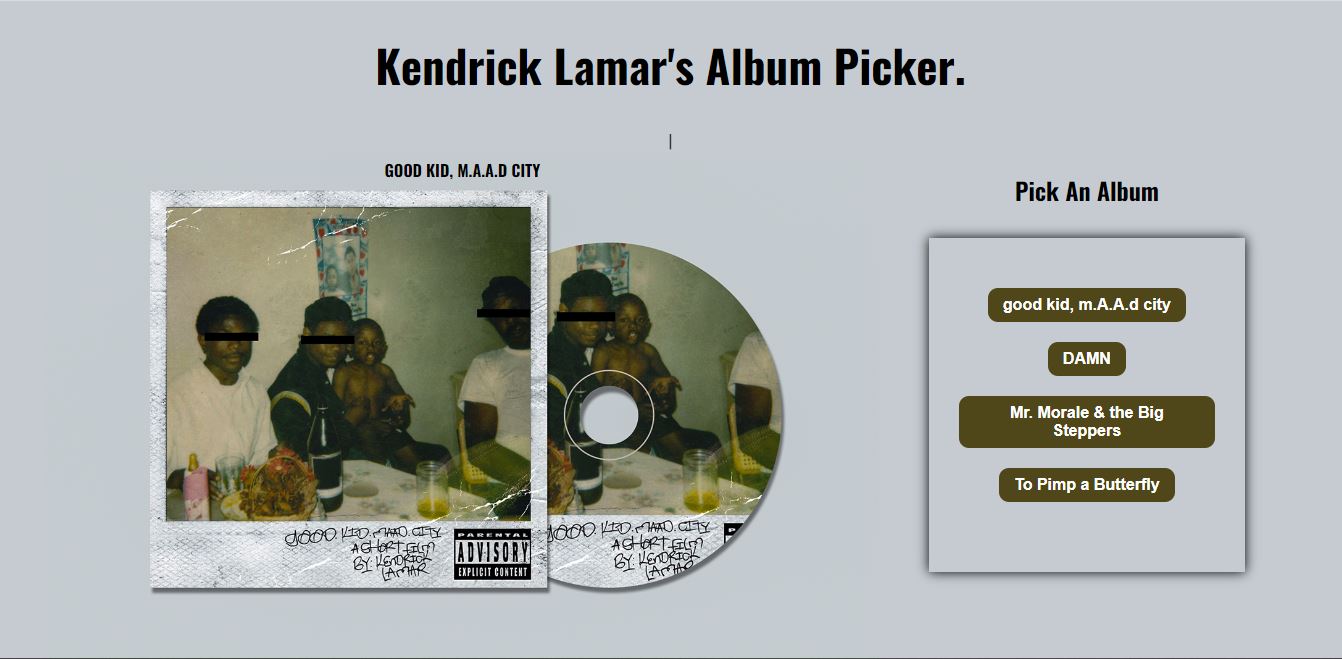 Kendrick Lamar's Album Picker.
|
GOOD KID, M.A.A.D CITY
good kid, m.A.A.d city
A SHORT FILM
BY: KENDRICK
LAMAR
PARENTAL
ADVISORY
EXPLICIT CONTENT
good kid, m.A.A.d city
A SHORT FILM
BY: KENDRICK
LAMAR
Pick An Album
good kid, m.A.A.d city
DAMN
Mr. Morale & the Big
Steppers
To Pimp a Butterfly